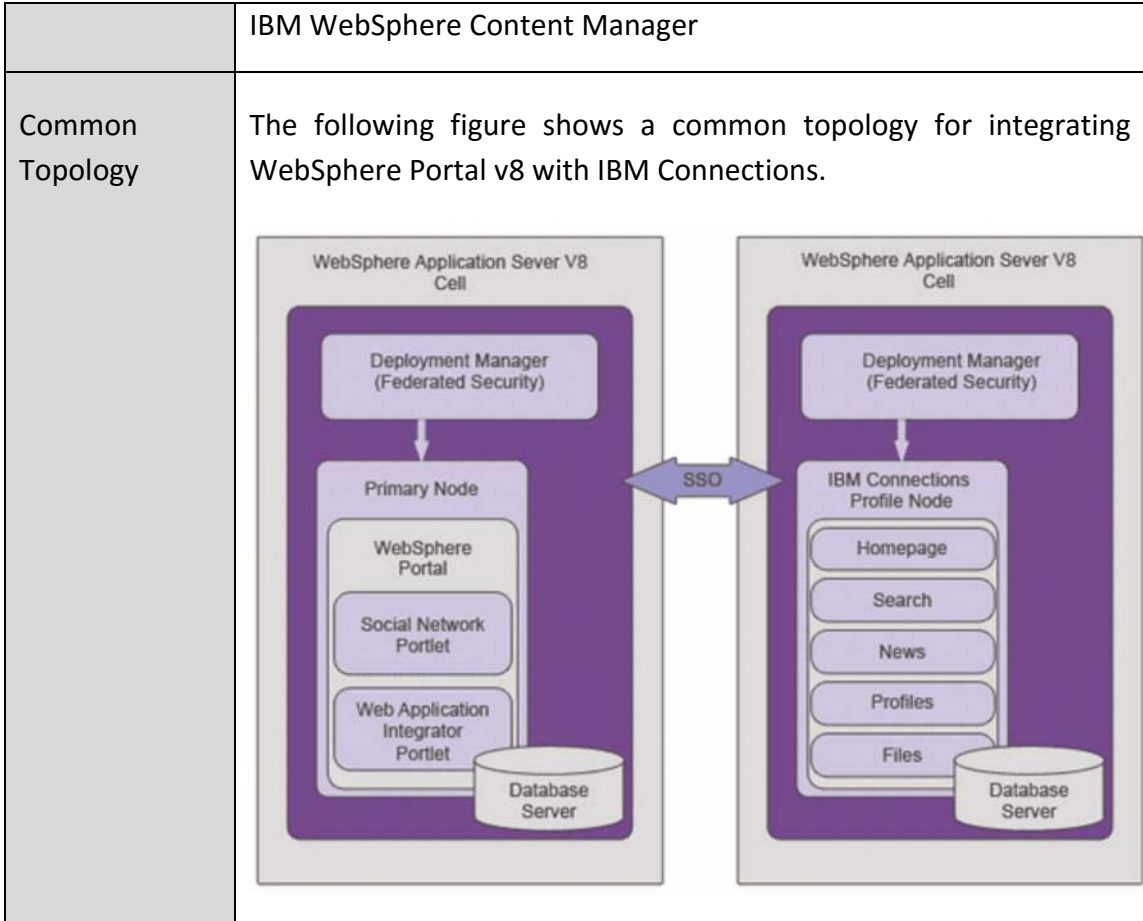 IBM WebSphere Content Manager
Common
Topology
The following figure shows a common topology for integrating
WebSphere Portal v8 with IBM Connections.
WebSphere Application Sever V8
Cell
Deployment Manager
(Federated Security)
Primary Node
WebSphere
Portal
Social Network
Portlet
Web Application
Integrator
Portlet
Database
Server
SSO
WebSphere Application Sever V8
Cell
Deployment Manager
(Federated Security)
IBM Connections
Profile Node
Homepage
Search
News
Profiles
Files
Database
Server